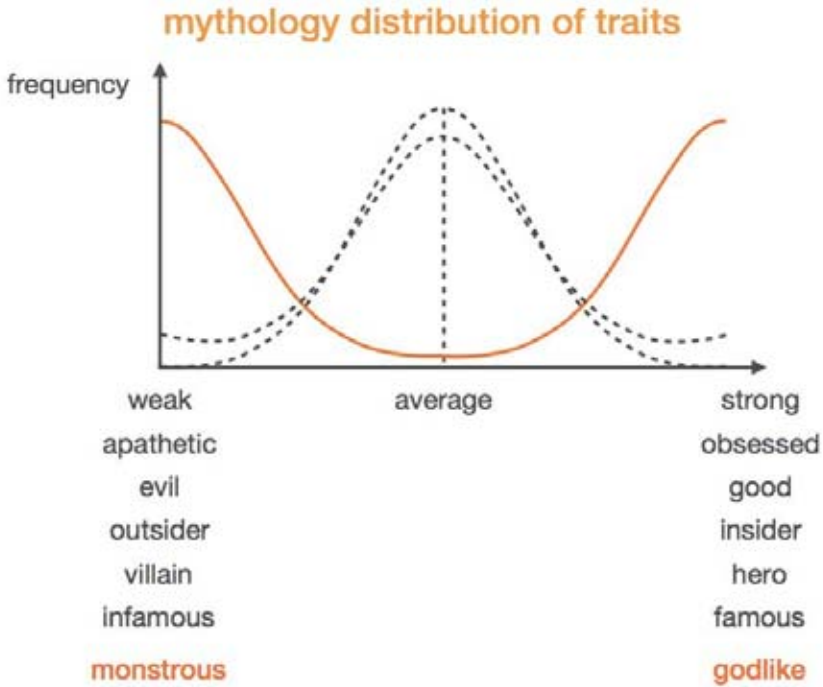 mythology distribution of traits
frequency
weak average strong
apathetic obsessed
evil good
outsider insider
villain hero
infamous famous
monstrous godlike